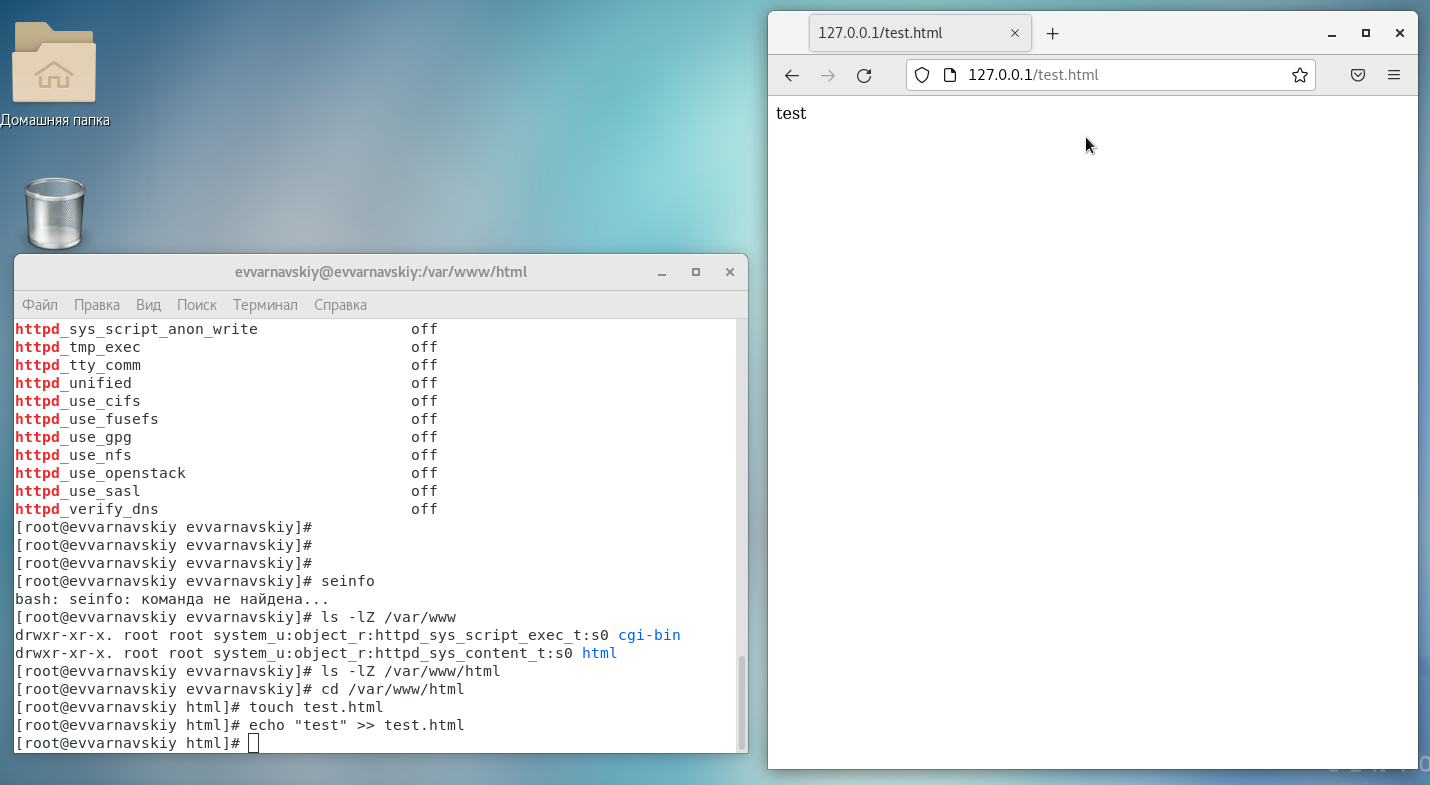 Домашняя папка
evvarnavskiy@evvarnavskiy:/var/www/html
Файл Правка Вид Поиск Терминал Справка
httpd_sys_script_anon_write off
httpd_tmp_exec off
httpd_tty_comm off
httpd_unified off
httpd_use_cifs off
httpd_use_fusefs off
httpd_use_gpg off
httpd_use_nfs off
httpd_use_openstack off
httpd_use_sasl off
httpd_verify_dns off
[root@evvarnavskiy evvarnavskiy]#
[root@evvarnavskiy evvarnavskiy]#
[root@evvarnavskiy evvarnavskiy]#
[root@evvarnavskiy evvarnavskiy]# seinfo
bash: seinfo: команда не найдена...
[root@evvarnavskiy evvarnavskiy]# ls -lZ /var/www
drwxr-xr-x. root root system_u:object_r:httpd_sys_script_exec_t:s0 cgi-bin
drwxr-xr-x. root root system_u:object_r:httpd_sys_content_t:s0 html
[root@evvarnavskiy evvarnavskiy]# ls -lZ /var/www/html
[root@evvarnavskiy evvarnavskiy]# cd /var/www/html
[root@evvarnavskiy html]# touch test.html
[root@evvarnavskiy html]# echo "test" >> test.html
[root@evvarnavskiy html]#
127.0.0.1/test.html
127.0.0.1/test.html
test